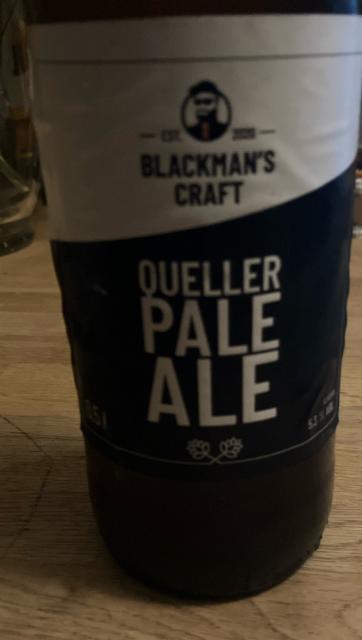 EST. 2020
BLACKMAN'S
CRAFT
QUELLER
PALE
ALE
0,5 l